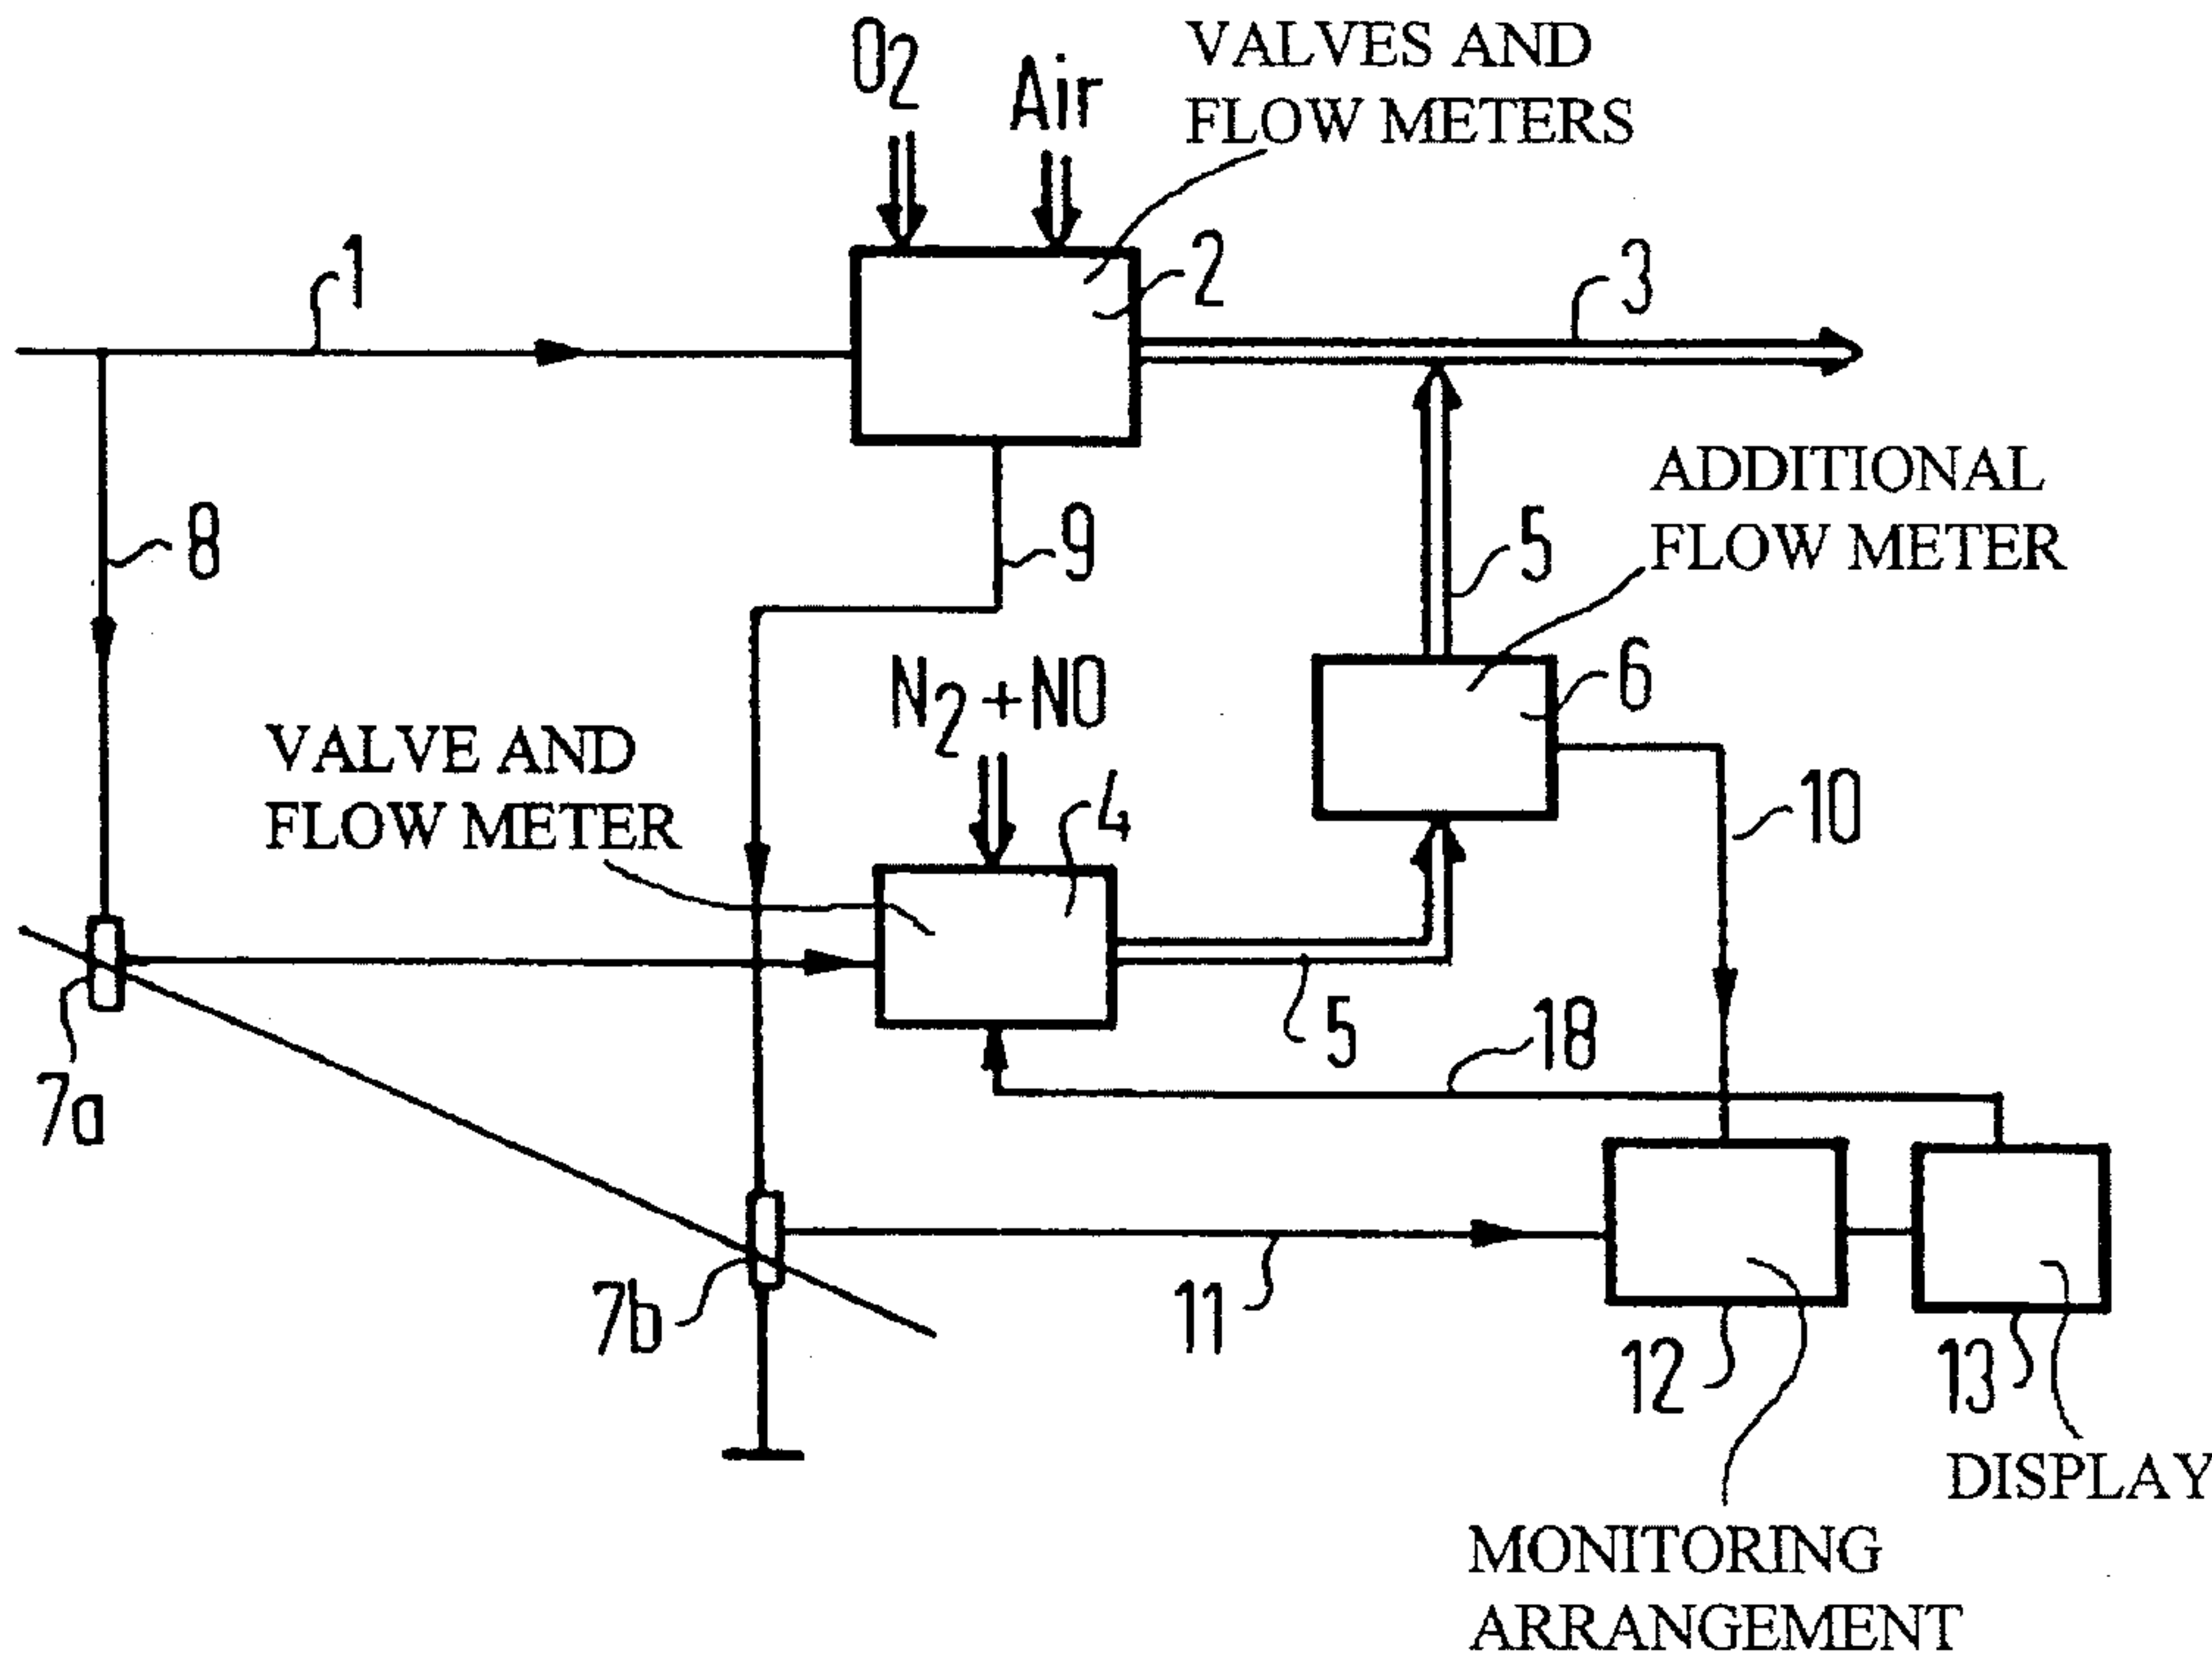 O2
Air
VALVES AND
FLOW METERS
1
2
3
8
9
5
ADDITIONAL
FLOW METER
6
N2+NO
VALVE AND
FLOW METER
4
10
7a
5
18
7b
11
12
13
DISPLAY
MONITORING
ARRANGEMENT